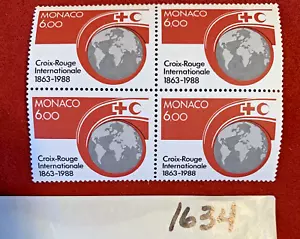 MONACO
6,00
Croix-Rouge
Internationale
1863-1988
MONACO
6,00
Croix-Rouge
Internationale
1863-1988
MONACO
6,00
Croix-Rouge
Internationale
1863-1988
MONACO
6,00
Croix-Rouge
Internationale
1863-1988
1634